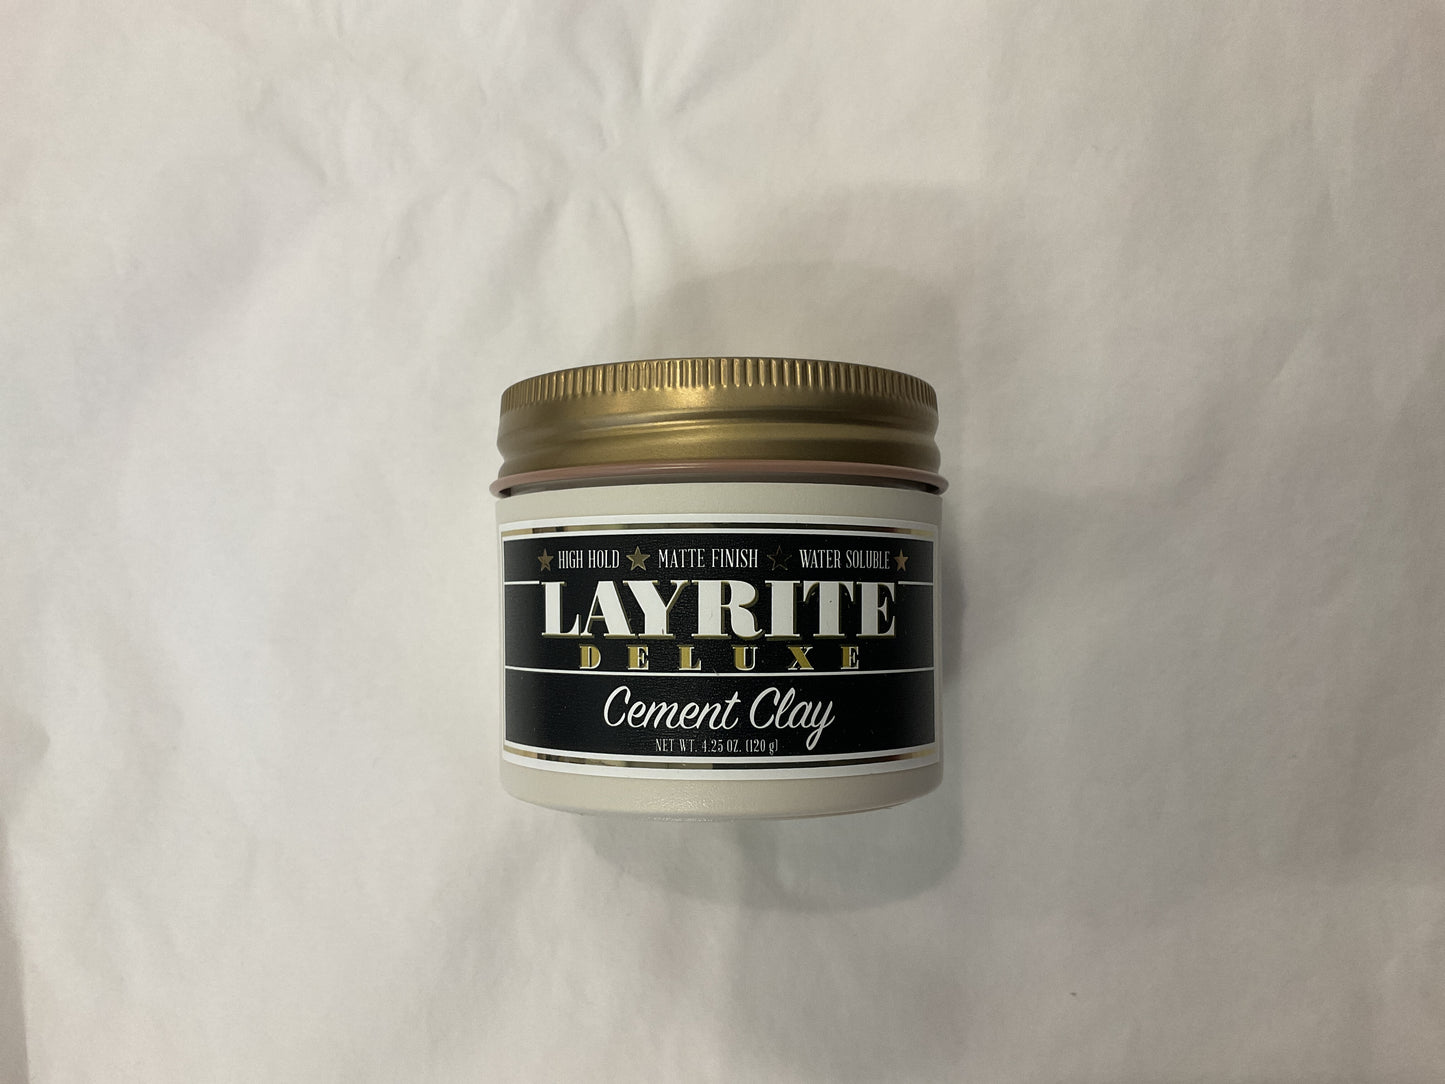 HIGH HOLD MATTE FINISH WATER SOLUBLE
LAYRITE
DELUXE
Cement Clay
NET WT. 4.25 OZ. (120 g)